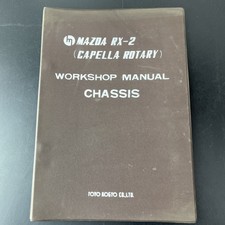 MAZDA RX-2
(CAPELLA ROTARY)
WORKSHOP MANUAL
CHASSIS
TOYO KOGYO CO.,LTD.